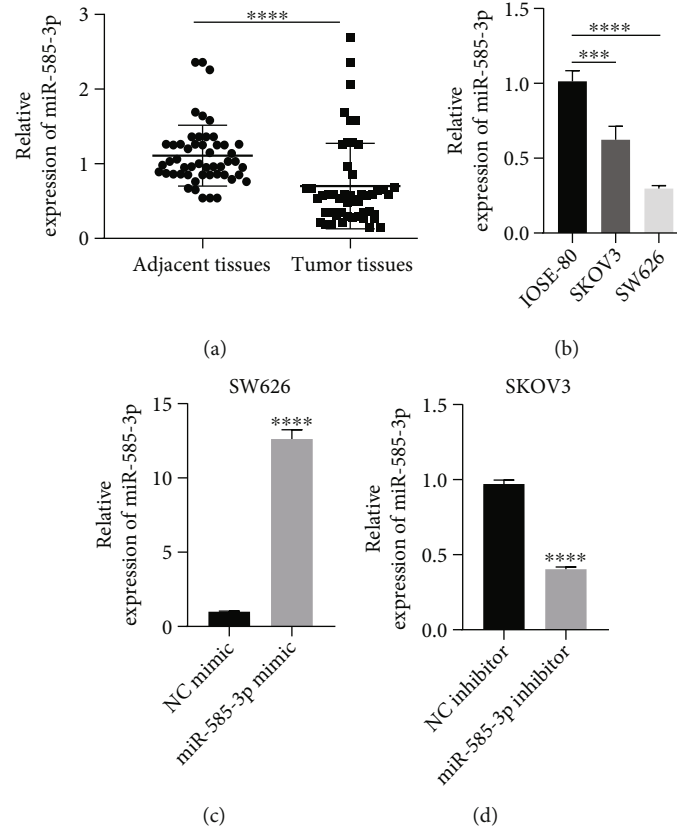 Relative
expression of miR-585-3p
3
2
1
0
****
Adjacent tissues
Tumor tissues
(a)
Relative
expression of miR-585-3p
1.5
1.0
0.5
0.0
****
***
IOSE-80
SKOV3
SW626
(b)
SW626
Relative
expression of miR-585-3p
15
10
5
0
****
NC mimic
miR-585-3p mimic
(c)
SKOV3
Relative
expression of miR-585-3p
1.5
1.0
0.5
0.0
****
NC inhibitor
miR-585-3p inhibitor
(d)